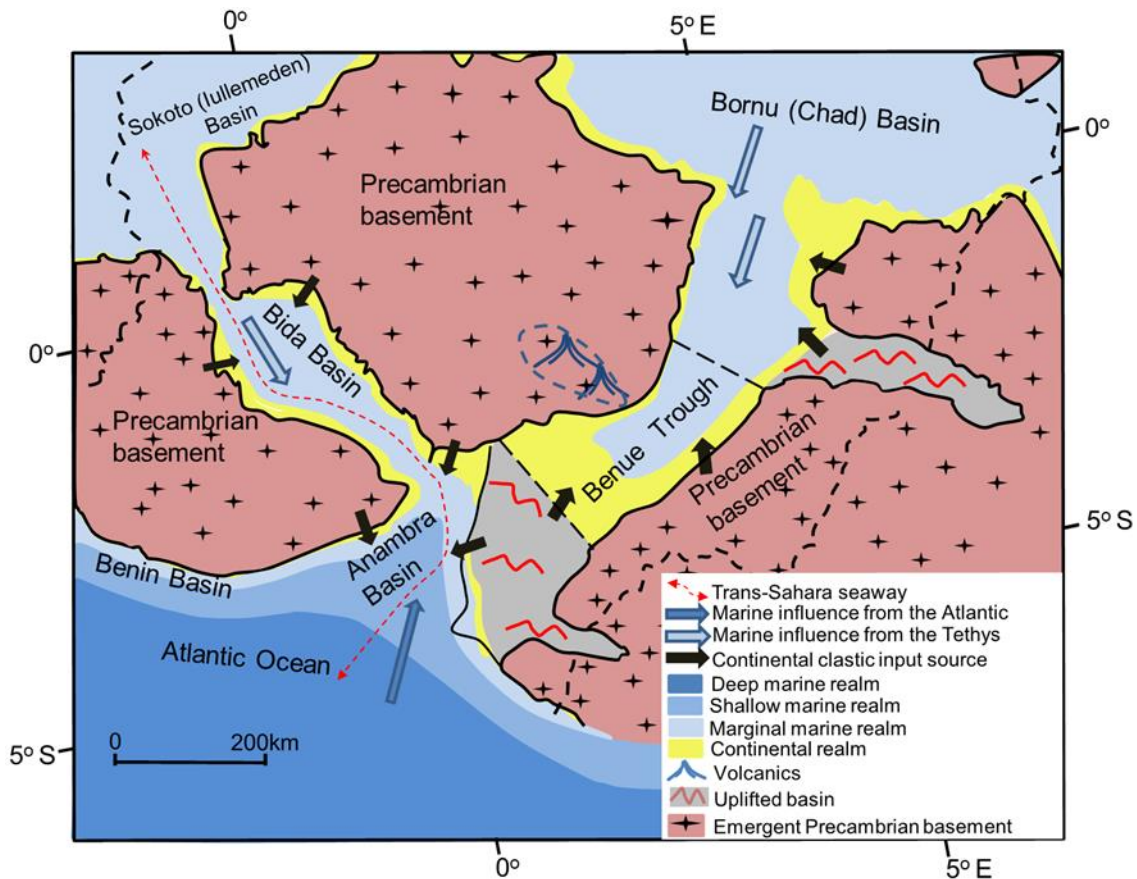 0°
5° E
Sokoto (Iullemeden)
Basin
Bornu (Chad) Basin
0°
Precambrian
basement
Bida Basin
0°
Precambrian
basement
Benue Trough
Precambrian
basement
Anambra
Basin
5° S
Benin Basin
Atlantic Ocean
0
200km
5° S
0°
5° E
Trans-Sahara seaway
Marine influence from the Atlantic
Marine influence from the Tethys
Continental clastic input source
Deep marine realm
Shallow marine realm
Marginal marine realm
Continental realm
Volcanics
Uplifted basin
Emergent Precambrian basement